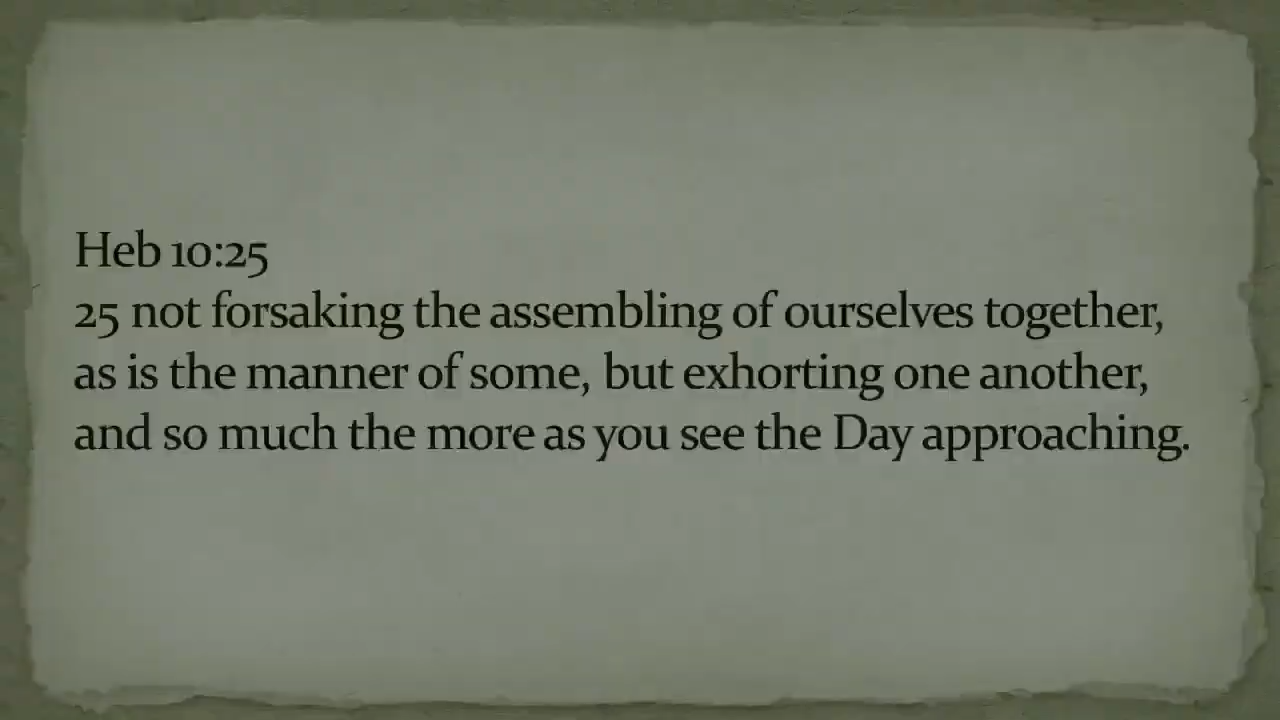 Heb 10:25
25 not forsaking the assembling of ourselves together,
as is the manner of some, but exhorting one another,
and so much the more as you see the Day approaching.